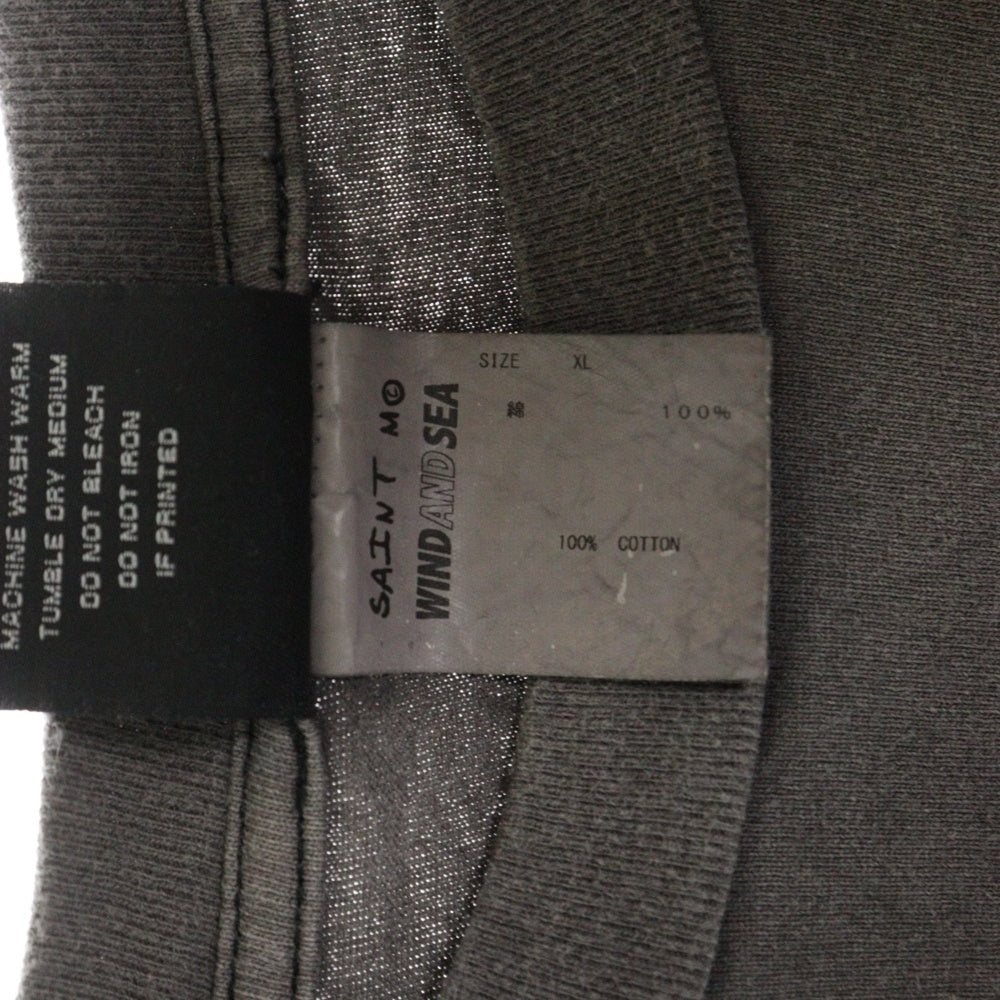 MACHINE WASH WARM
TUMBLE DRY MEDIUM
DO NOT BLEACH
DO NOT IRON
IF PRINTED
SAINT M©
WINDANDSEA
SIZE XL
綿 100%
100% COTTON